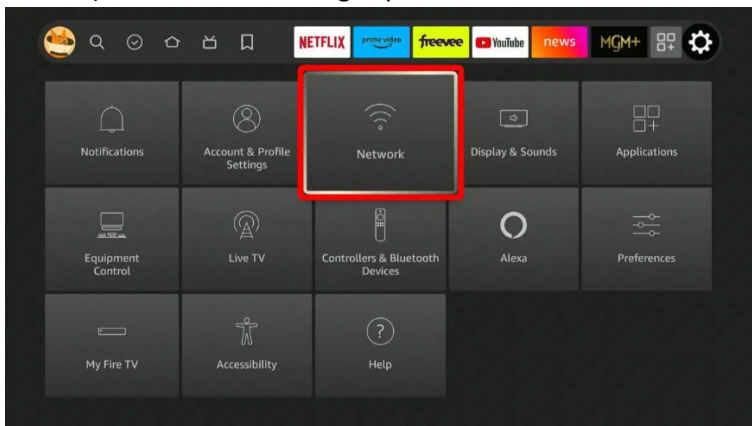 NETFLIX
prime video
freevee
YouTube
news
MGM+
Notifications
Account & Profile
Settings
Network
Display & Sounds
Applications
Equipment
Control
Live TV
Controllers & Bluetooth
Devices
Alexa
Preferences
My Fire TV
Accessibility
Help